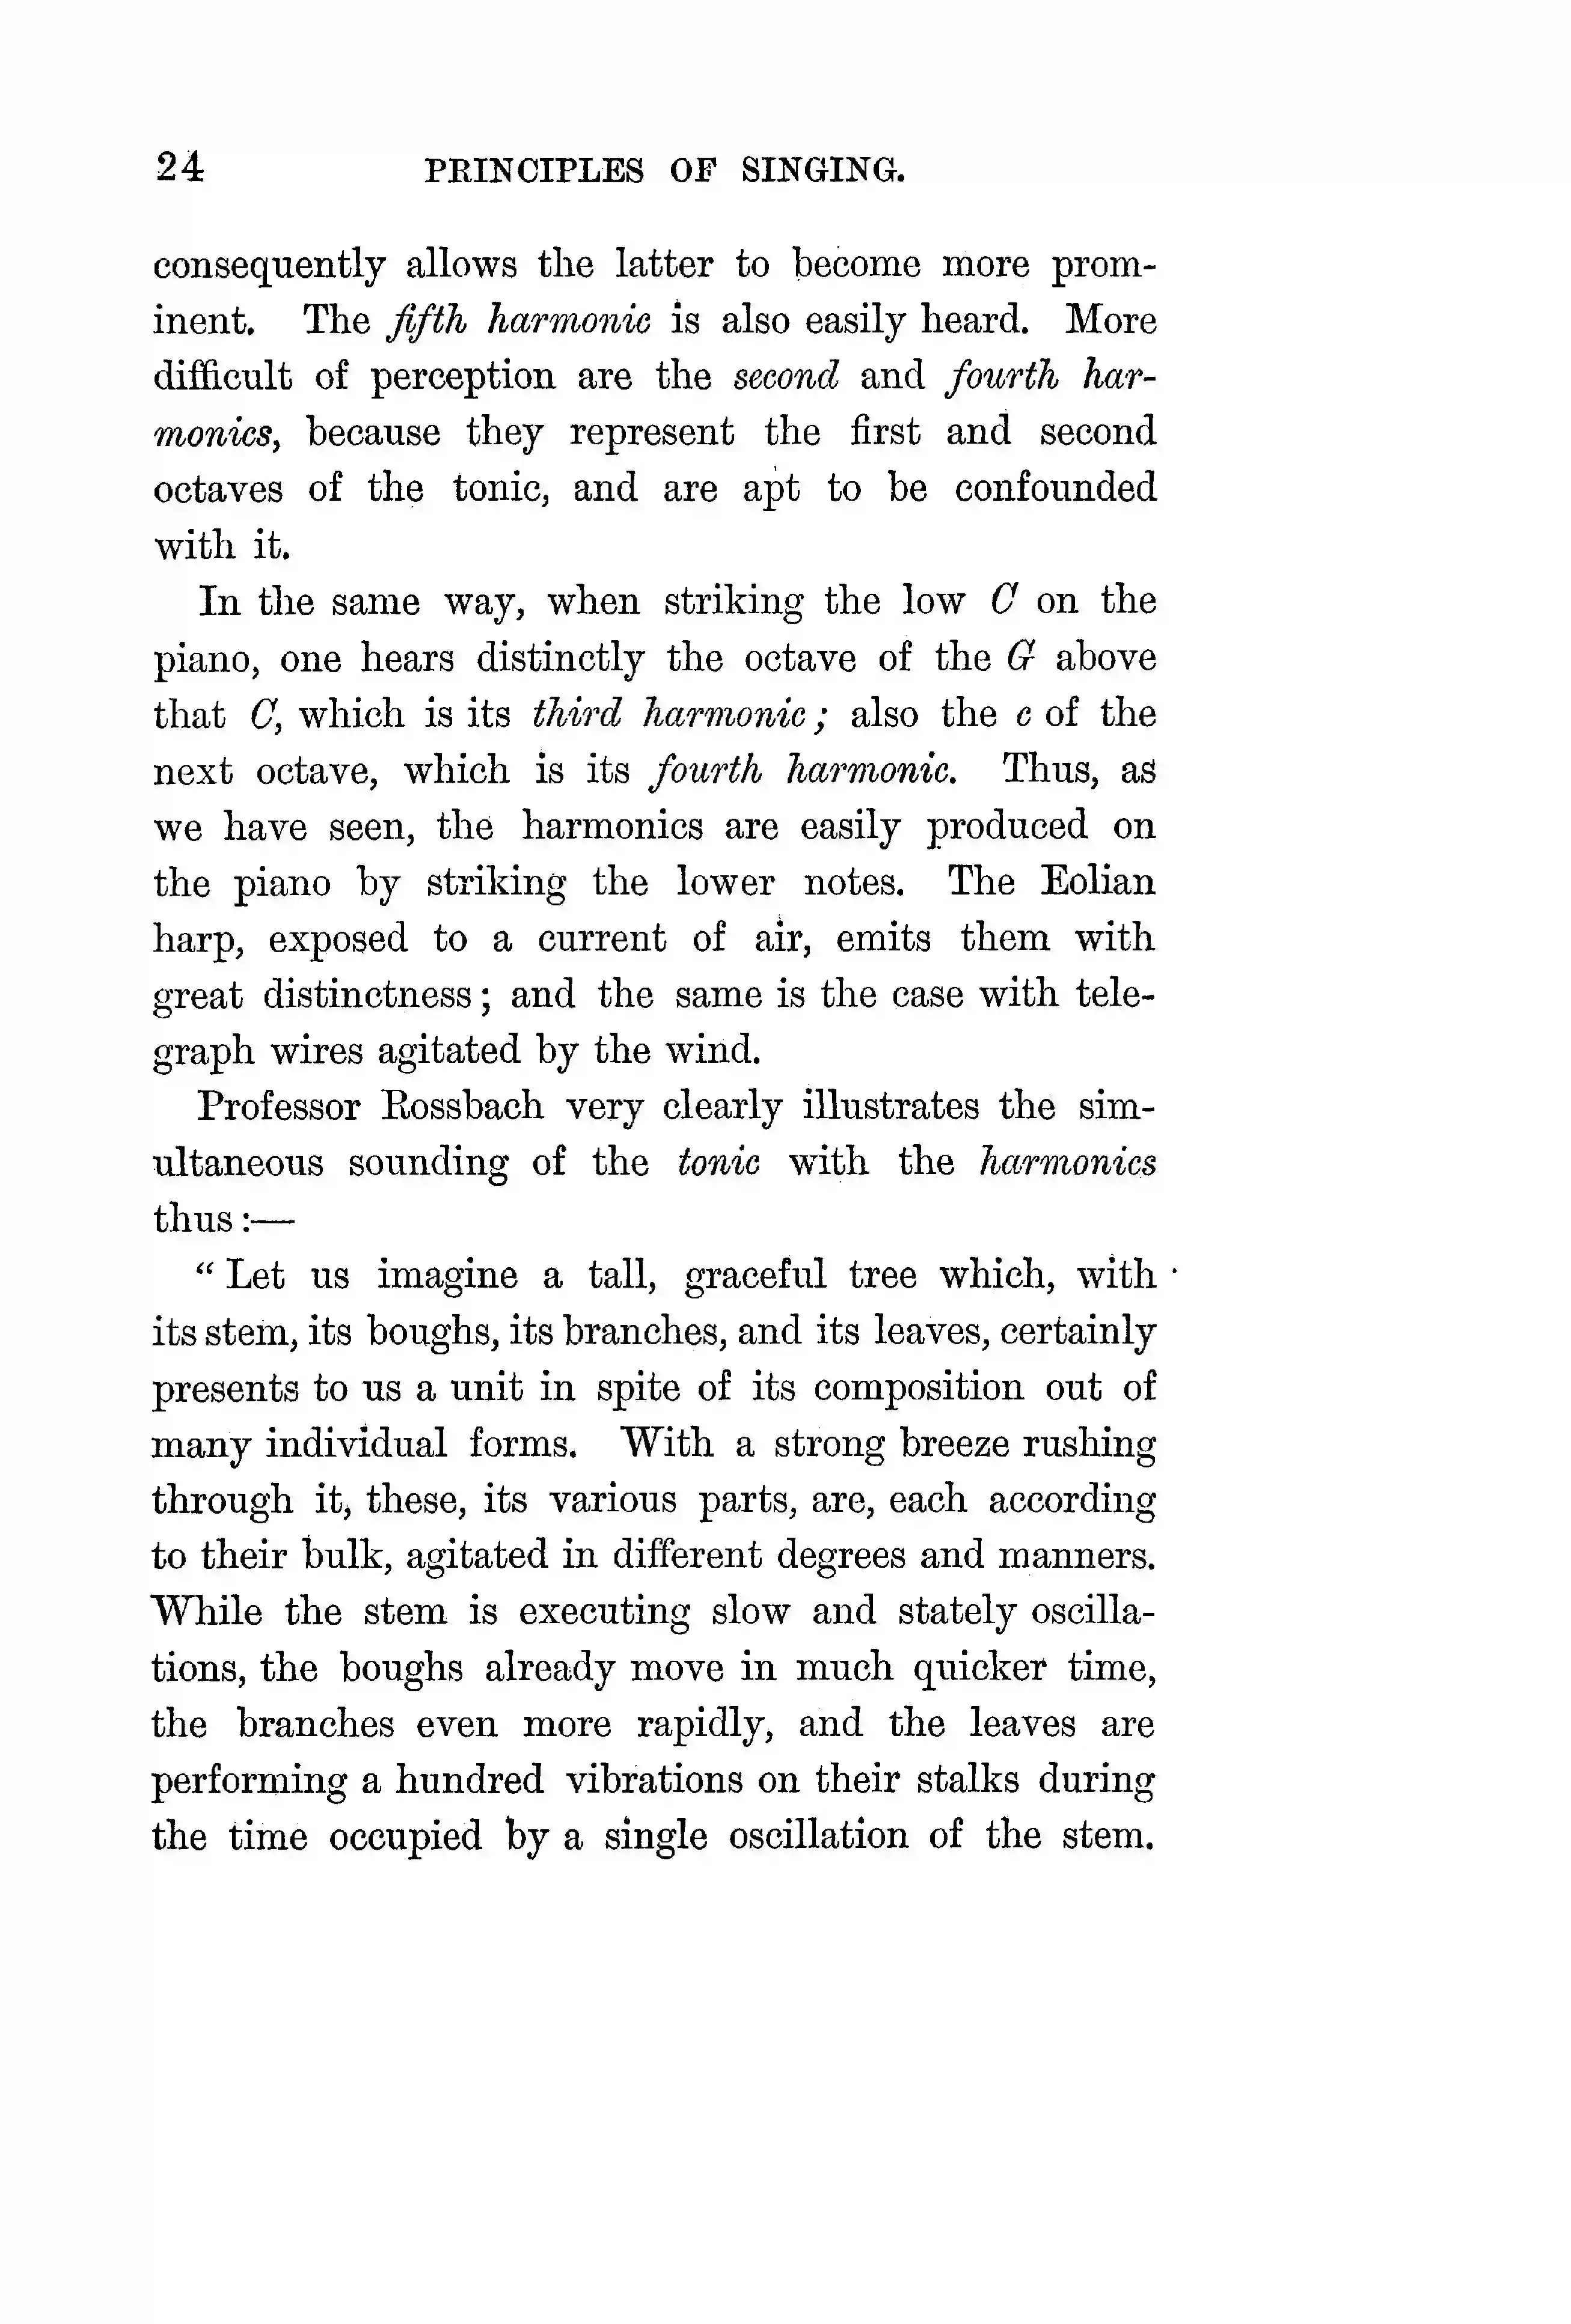 24 PRINCIPLES OF SINGING.
consequently allows the latter to become more prom-
inent. The fifth harmonic is also easily heard. More
difficult of perception are the second and fourth har-
monics, because they represent the first and second
octaves of the tonic, and are apt to be confounded
with it.
In the same way, when striking the low C on the
piano, one hears distinctly the octave of the G above
that C, which is its third harmonic; also the c of the
next octave, which is its fourth harmonic. Thus, as
we have seen, the harmonics are easily produced on
the piano by striking the lower notes. The Eolian
harp, exposed to a current of air, emits them with
great distinctness; and the same is the case with tele-
graph wires agitated by the wind.
Professor Rossbach very clearly illustrates the sim-
ultaneous sounding of the tonic with the harmonics
thus:—
“Let us imagine a tall, graceful tree which, with
its stem, its boughs, its branches, and its leaves, certainly
presents to us a unit in spite of its composition out of
many individual forms. With a strong breeze rushing
through it, these, its various parts, are, each according
to their bulk, agitated in different degrees and manners.
While the stem is executing slow and stately oscilla-
tions, the boughs already move in much quicker time,
the branches even more rapidly, and the leaves are
performing a hundred vibrations on their stalks during
the time occupied by a single oscillation of the stem.